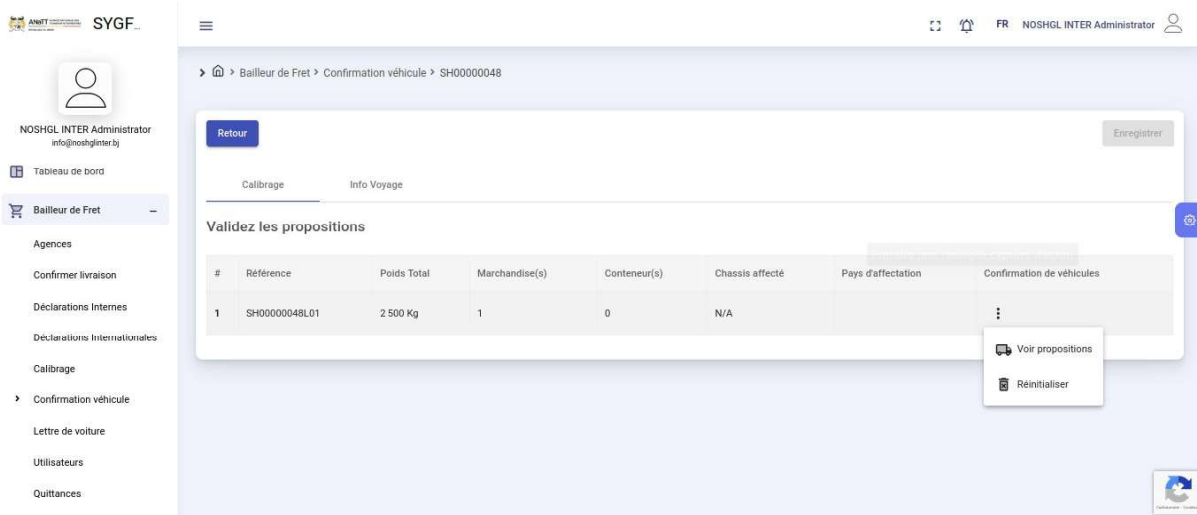 ANaTT SYGF...
FR NOSHGL INTER Administrator
Bailleur de Fret Confirmation véhicule SH00000048
NOSHGL INTER Administrator
info@noshglinter.bj
Retour Enregistrer
Tableau de bord
Calibrage Info Voyage
Bailleur de Fret
Validez les propositions
Agences
# Référence Poids Total Marchandise(s) Conteneur(s) Chassis affecté Pays d'affectation Confirmation de véhicules
Confirmer livraison
1 SH00000048L01 2 500 Kg 1 0 N/A
Déclarations Internes
Déclarations Internationales
Voir propositions
Calibrage
Réinitialiser
Confirmation véhicule
Lettre de voiture
Utilisateurs
Quittances